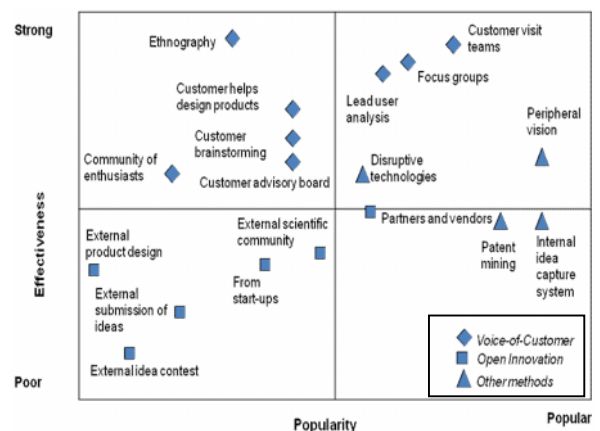 Strong
Ethnography
Customer visit
teams
Focus groups
Lead user
analysis
Customer helps
design products
Customer
brainstorming
Customer advisory board
Community of
enthusiasts
Peripheral
vision
Disruptive
technologies
Effectiveness
Partners and vendors
Patent
mining
Internal
idea
capture
system
External scientific
community
External
product design
From
start-ups
External
submission of
ideas
External idea contest
Voice-of-Customer
Open Innovation
Other methods
Poor
Popularity
Popular